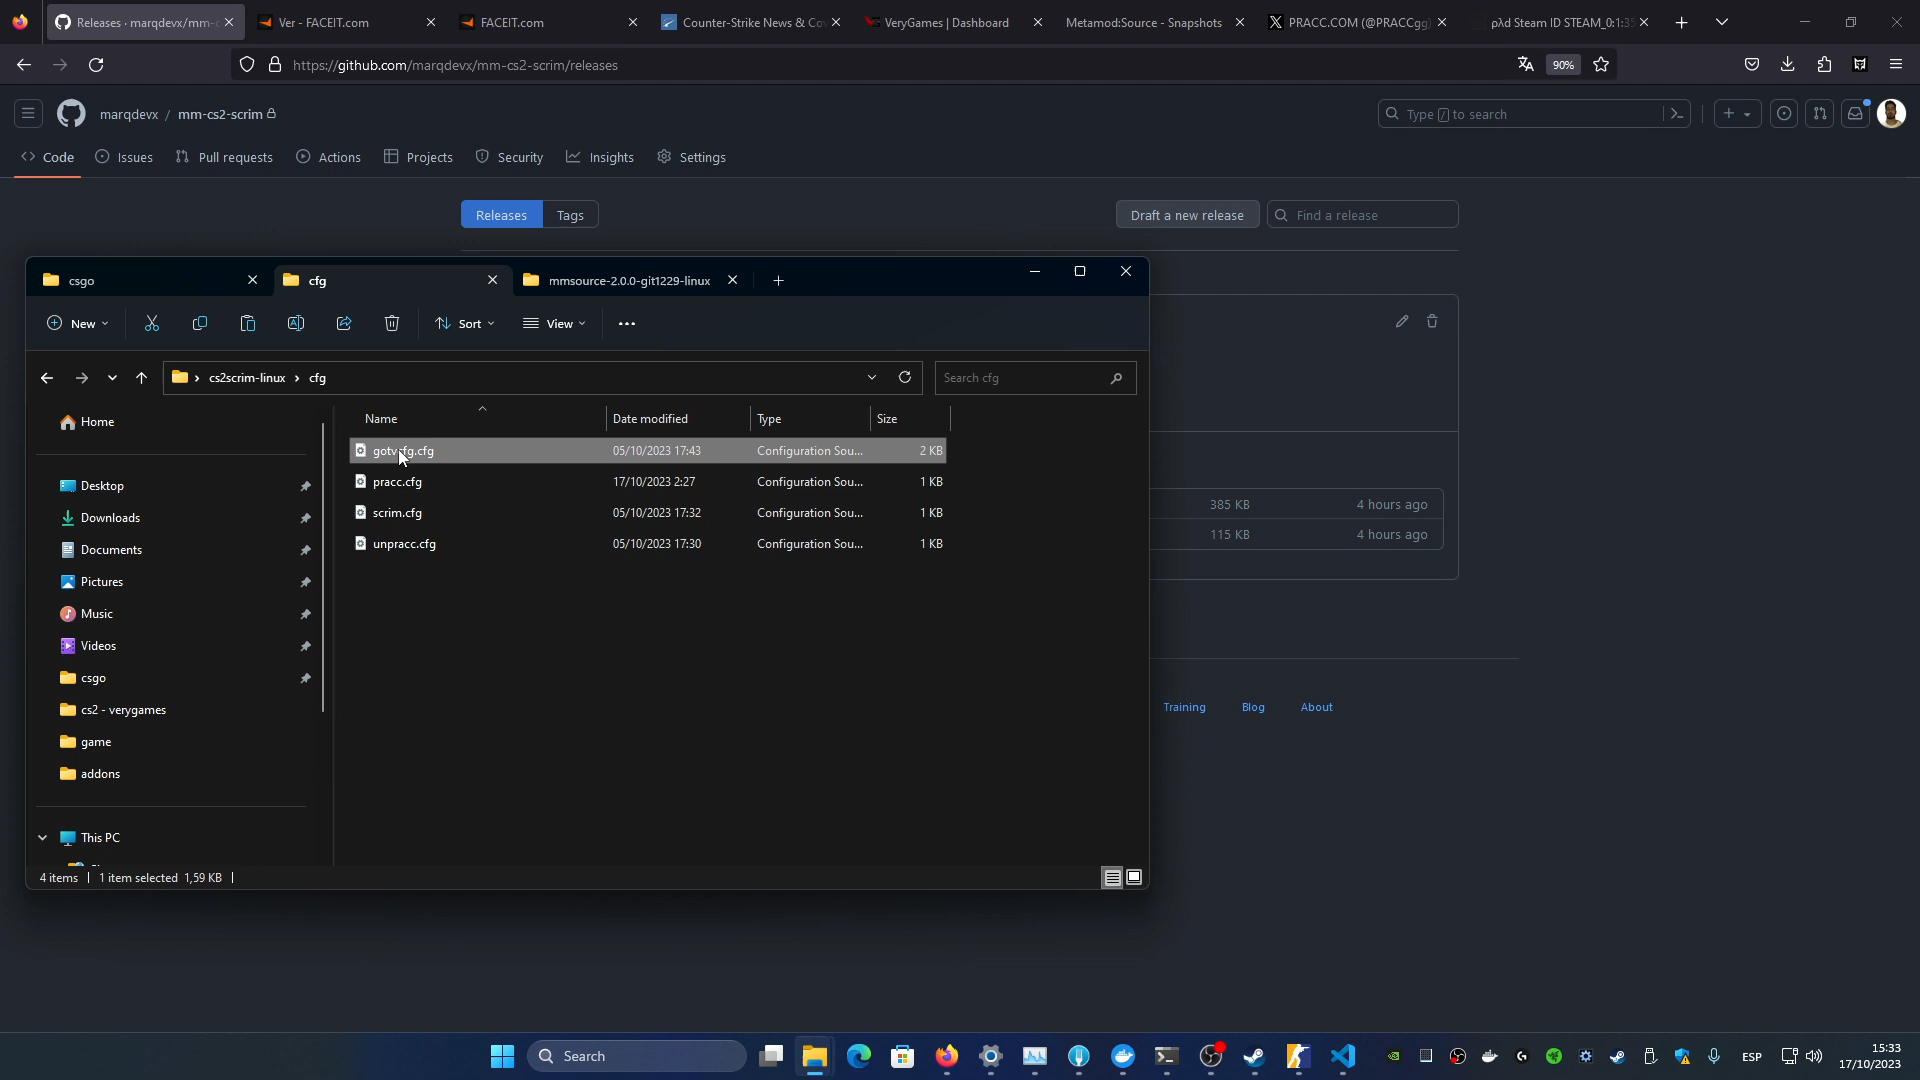 Releases · marqdevx/mm-c
Ver - FACEIT.com
FACEIT.com
Counter-Strike News & Co
VeryGames | Dashboard
Metamod:Source - Snapshots
PRACC.COM (@PRACCgg)
ρλd Steam ID STEAM_0:1:35
https://github.com/marqdevx/mm-cs2-scrim/releases
90%
marqdevx / mm-cs2-scrim
Type / to search
Code
Issues
Pull requests
Actions
Projects
Security
Insights
Settings
Releases
Tags
Draft a new release
Find a release
csgo
cfg
mmsource-2.0.0-git1229-linux
New
Sort
View
cs2scrim-linux > cfg
Search cfg
Name
Date modified
Type
Size
Home
gotvcfg.cfg 05/10/2023 17:43 Configuration Sou... 2 KB
pracc.cfg 17/10/2023 2:27 Configuration Sou... 1 KB
scrim.cfg 05/10/2023 17:32 Configuration Sou... 1 KB
unpracc.cfg 05/10/2023 17:30 Configuration Sou... 1 KB
Desktop
Downloads
Documents
Pictures
Music
Videos
csgo
cs2 - verygames
game
addons
This PC
4 items
1 item selected 1,59 KB
385 KB 4 hours ago
115 KB 4 hours ago
Training
Blog
About
Search
ESP
15:33
17/10/2023